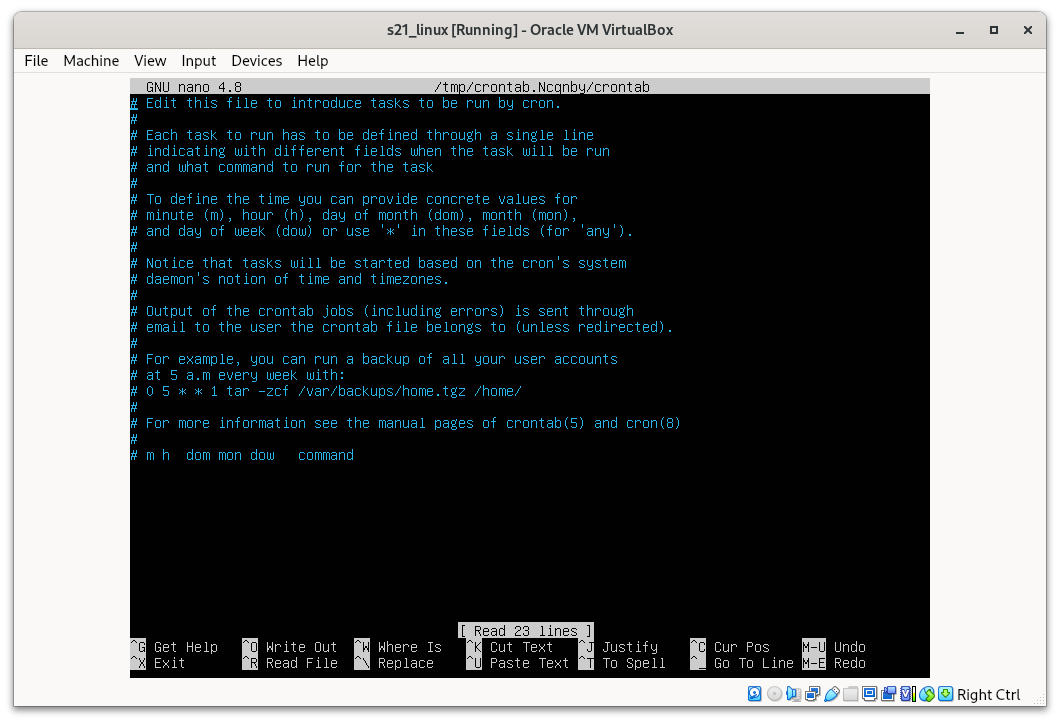 s21_linux [Running] - Oracle VM VirtualBox
File Machine View Input Devices Help
GNU nano 4.8 /tmp/crontab.Ncqnby/crontab
# Edit this file to introduce tasks to be run by cron.
#
# Each task to run has to be defined through a single line
# indicating with different fields when the task will be run
# and what command to run for the task
#
# To define the time you can provide concrete values for
# minute (m), hour (h), day of month (dom), month (mon),
# and day of week (dow) or use '*' in these fields (for 'any').
#
# Notice that tasks will be started based on the cron's system
# daemon's notion of time and timezones.
#
# Output of the crontab jobs (including errors) is sent through
# email to the user the crontab file belongs to (unless redirected).
#
# For example, you can run a backup of all your user accounts
# at 5 a.m every week with:
# 0 5 * * 1 tar -zcf /var/backups/home.tgz /home/
#
# For more information see the manual pages of crontab(5) and cron(8)
#
# m h  dom mon dow   command
[ Read 23 lines ]
^G Get Help ^O Write Out ^W Where Is ^K Cut Text ^J Justify ^C Cur Pos M-U Undo
^X Exit ^R Read File ^\ Replace ^U Paste Text ^T To Spell ^_ Go To Line M-E Redo
Right Ctrl